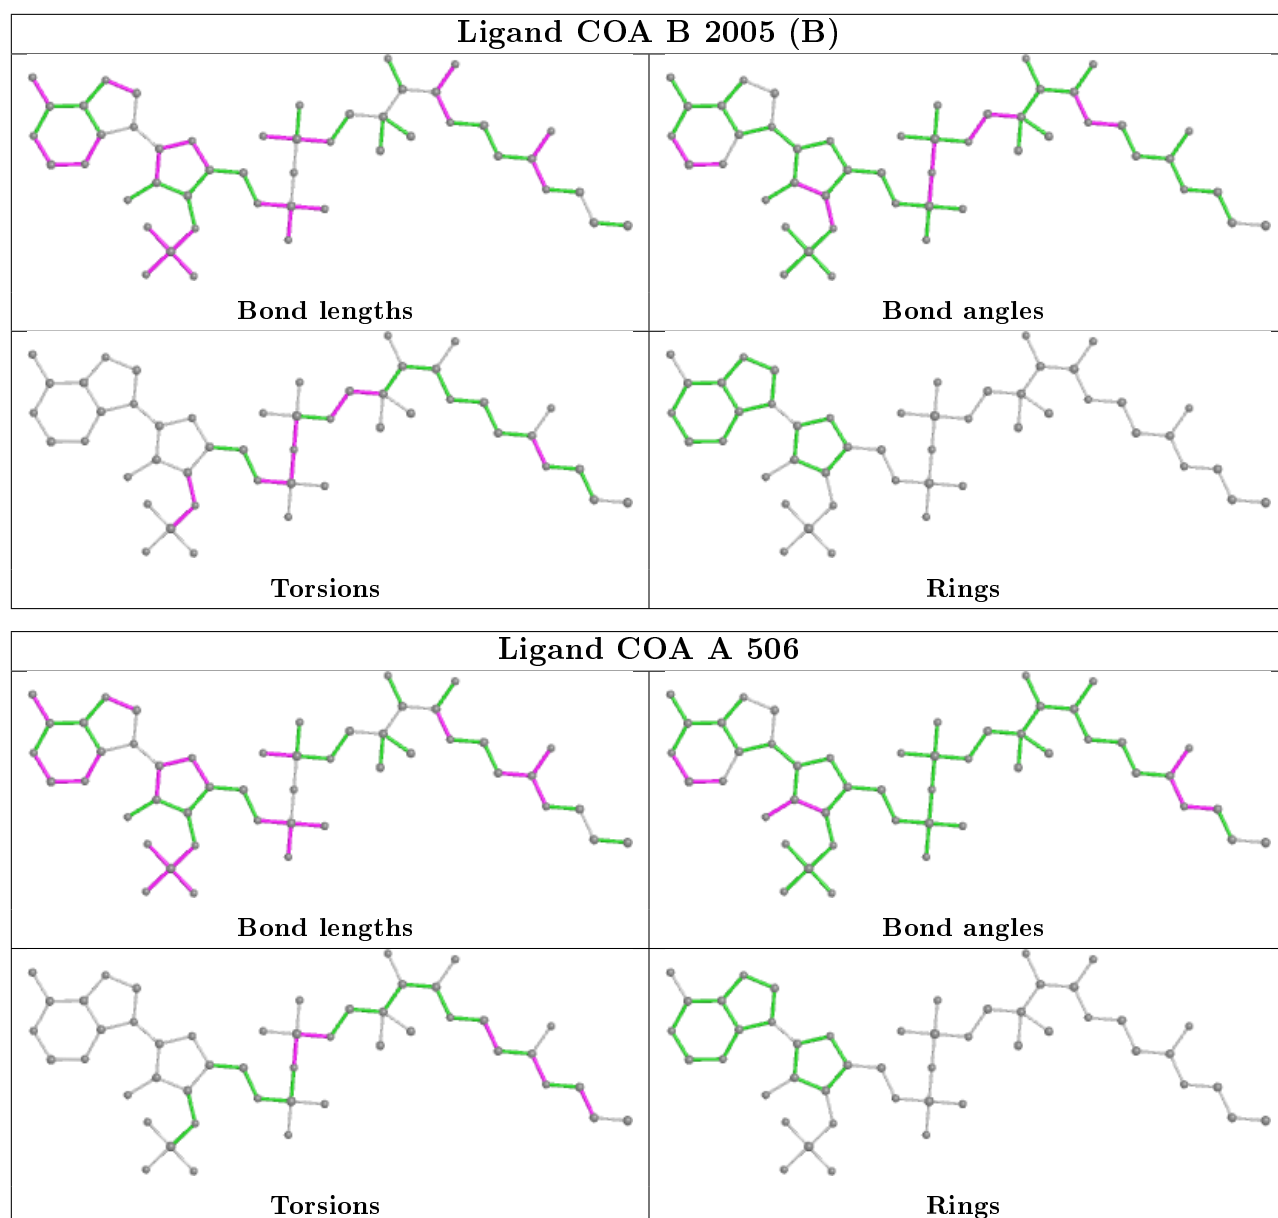 Ligand COA B 2005 (B)
Bond lengths
Bond angles
Torsions
Rings
Ligand COA A 506
Bond lengths
Bond angles
Torsions
Rings